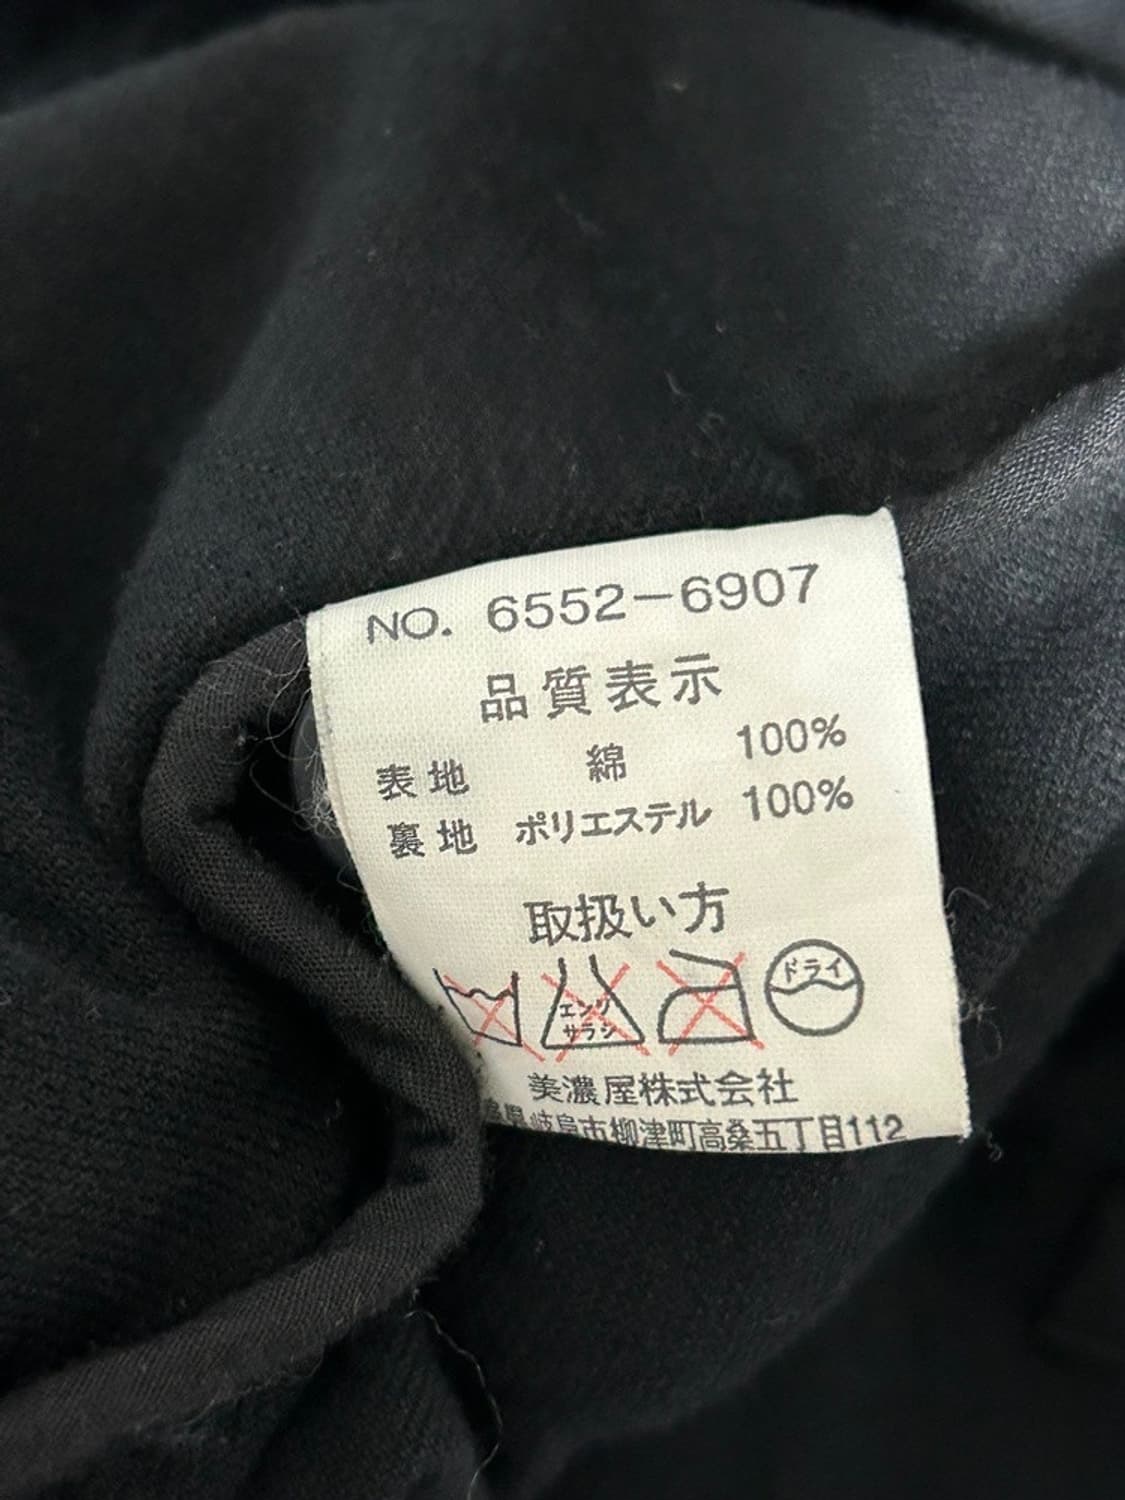 NO. 6552-6907
品質表示
表地 綿 100%
裏地 ポリエステル 100%
取扱い方
エンソ
サラシ
ドライ
美濃屋株式会社
岐阜市柳津町高桑五丁目112